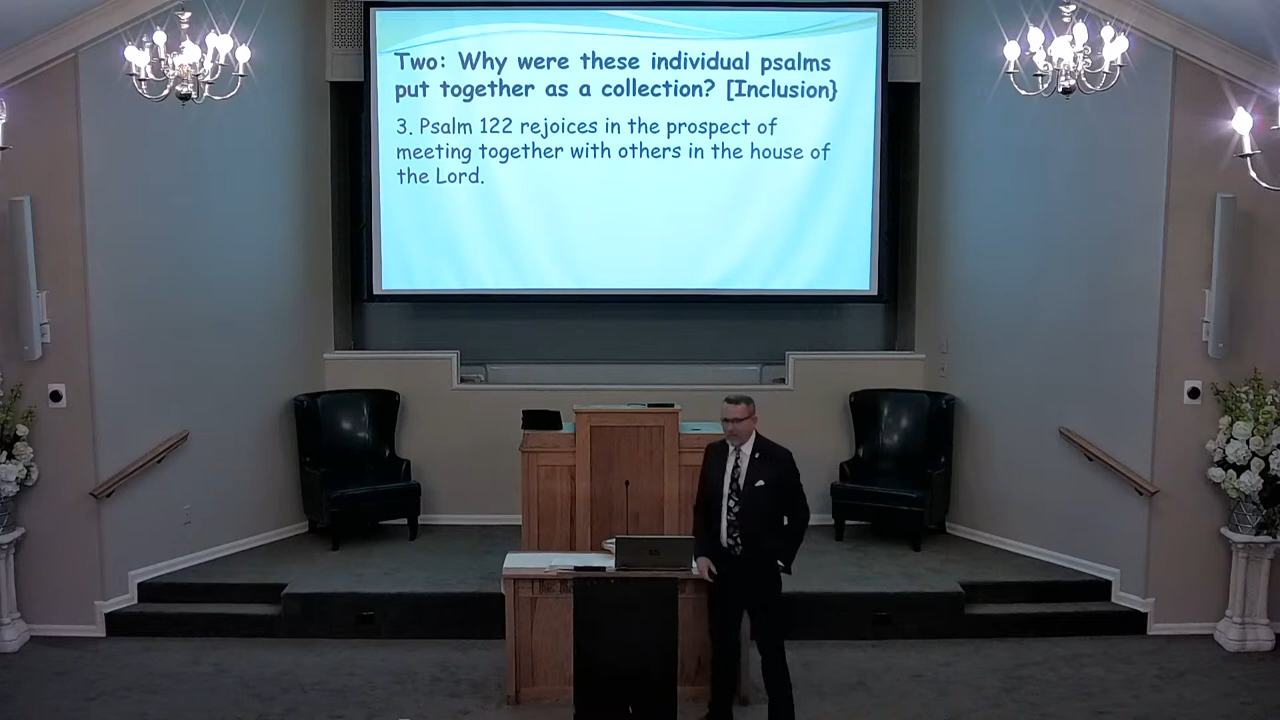 Two: Why were these individual psalms
put together as a collection? [Inclusion}
3. Psalm 122 rejoices in the prospect of
meeting together with others in the house of
the Lord.